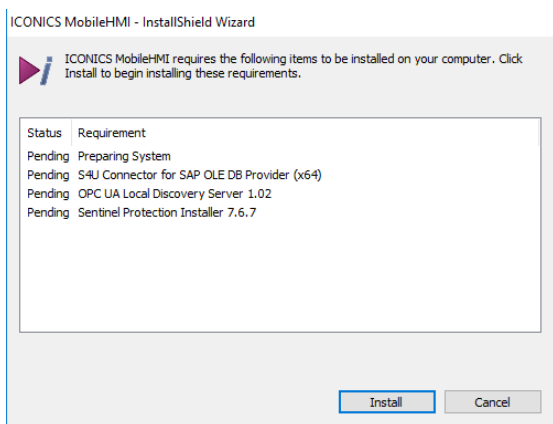 ICONICS MobileHMI - InstallShield Wizard
ICONICS MobileHMI requires the following items to be installed on your computer. Click
Install to begin installing these requirements.
Status Requirement
Pending Preparing System
Pending S4U Connector for SAP OLE DB Provider (x64)
Pending OPC UA Local Discovery Server 1.02
Pending Sentinel Protection Installer 7.6.7
Install Cancel